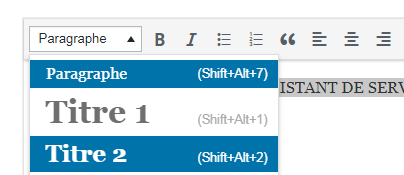 Paragraphe B I
Paragraphe (Shift+Alt+7)
ISTANT DE SERV
Titre 1 (Shift+Alt+1)
Titre 2 (Shift+Alt+2)